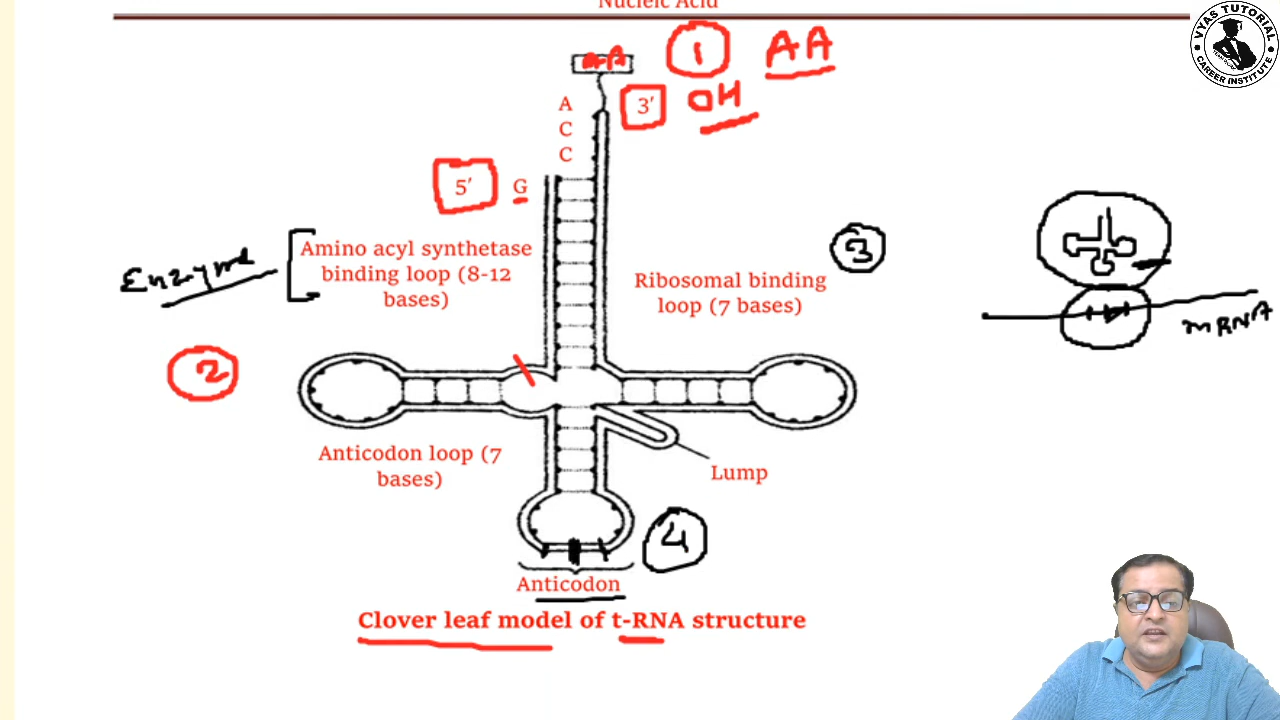 Nucleic Acid
VYAS TUTORIAL
CAREER INSTITUTE
A-A
1
AA
3'
OH
A
C
C
5'
G
Enzyme
Amino acyl synthetase
binding loop (8-12
bases)
3
Ribosomal binding
loop (7 bases)
mRNA
2
Anticodon loop (7
bases)
Lump
4
Anticodon
Clover leaf model of t-RNA structure